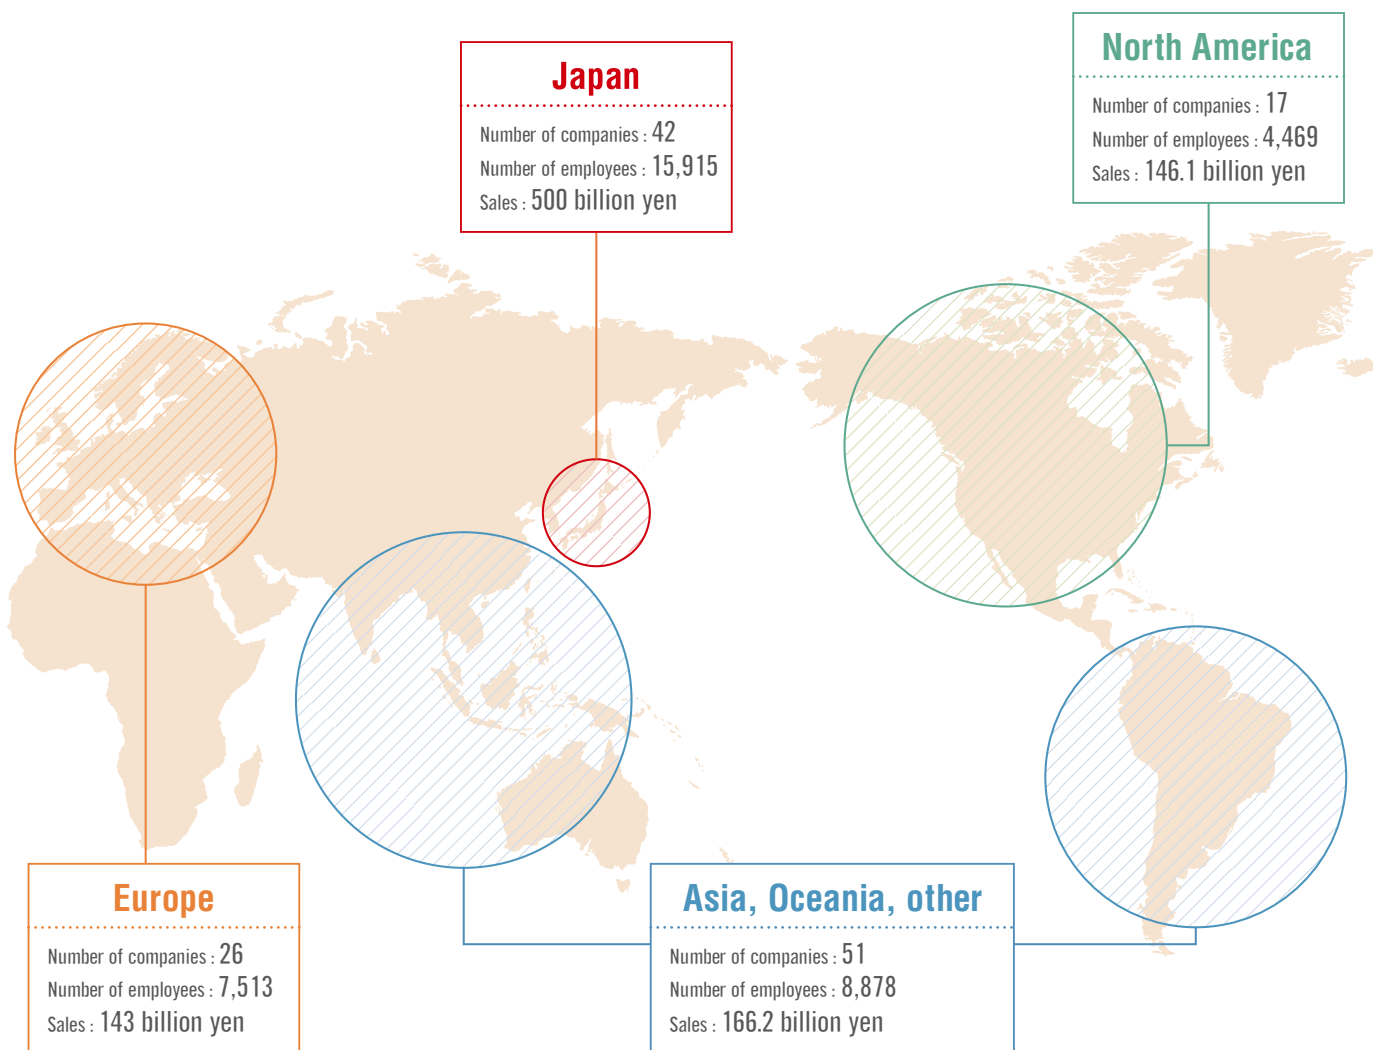 Japan
Number of companies : 42
Number of employees : 15,915
Sales : 500 billion yen
North America
Number of companies : 17
Number of employees : 4,469
Sales : 146.1 billion yen
Europe
Number of companies : 26
Number of employees : 7,513
Sales : 143 billion yen
Asia, Oceania, other
Number of companies : 51
Number of employees : 8,878
Sales : 166.2 billion yen